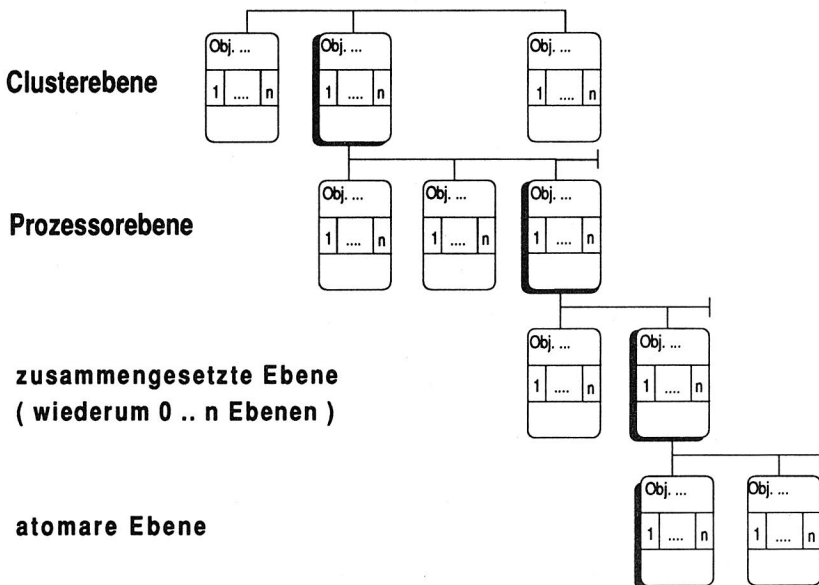 Obj. ... Obj. ... Obj. ...
Clusterebene
1 .... n 1 .... n 1 .... n
Obj. ... Obj. ... Obj. ...
Prozessorebene
1 .... n 1 .... n 1 .... n
Obj. ... Obj. ...
zusammengesetzte Ebene
1 .... n 1 .... n
( wiederum 0 .. n Ebenen )
Obj. ... Obj. ...
atomare Ebene
1 .... n 1 .... n